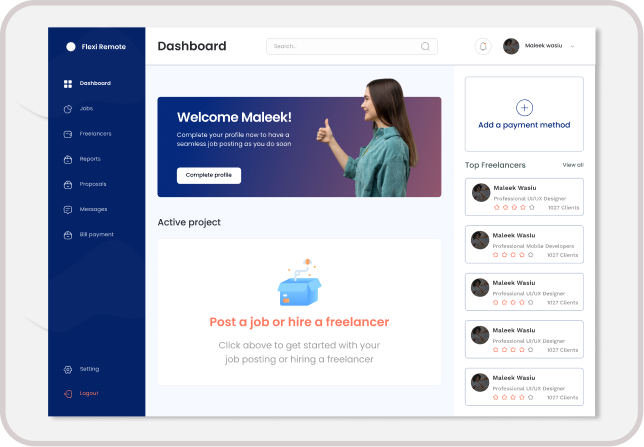 Flexi Remote
Dashboard
Search..
Maleek wasiu
Dashboard
Jobs
Freelancers
Reports
Proposals
Messages
Bill payment
Setting
Logour
Welcome Maleek!
Complete your profile now to have a
seamless job posting as you do soon
Complete profile
Active project
Post a job or hire a freelancer
Click above to get started with your
job posting or hiring a freelancer
Add a payment method
Top Freelancers
View all
Maleek Wasiu
Professional UI/UX Designer
1027 Clients
Maleek Wasiu
Professional Mobile Developers
1027 Clients
Maleek Wasiu
Professional UI/UX Designer
1027 Clients
Maleek Wasiu
Professional UI/UX Designer
1027 Clients
Maleek Wasiu
Professional UI/UX Designer
1027 Clients